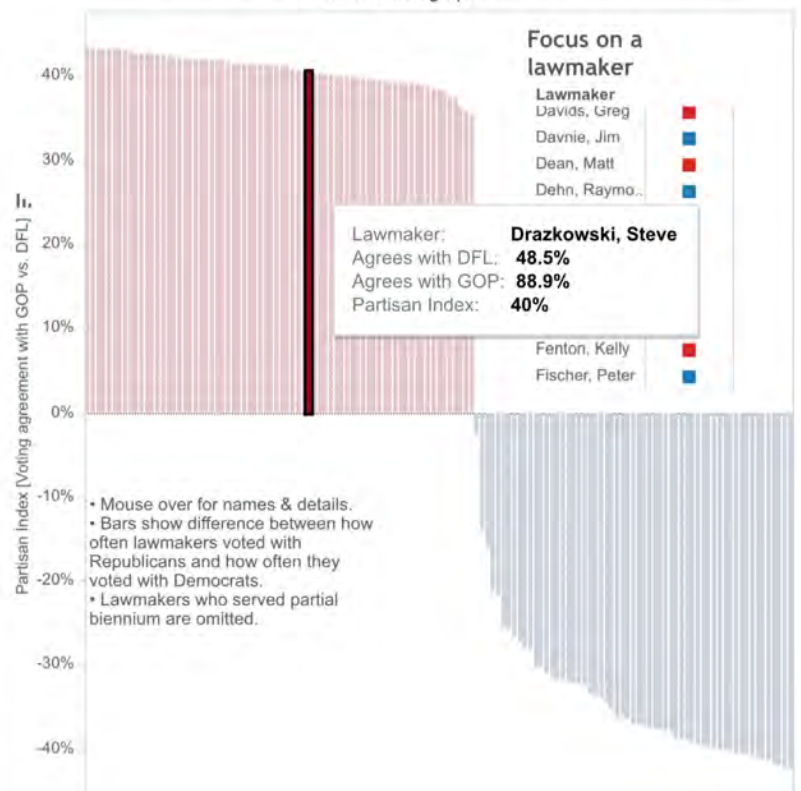 Focus on a
lawmaker
Lawmaker
Davids, Greg
Davnie, Jim
Dean, Matt
Dehn, Raymo..
Lawmaker: Drazkowski, Steve
Agrees with DFL: 48.5%
Agrees with GOP: 88.9%
Partisan Index: 40%
Fenton, Kelly
Fischer, Peter
Partisan Index [Voting agreement with GOP vs. DFL]
40%
30%
20%
10%
0%
-10%
-20%
-30%
-40%
• Mouse over for names & details.
• Bars show difference between how
often lawmakers voted with
Republicans and how often they
voted with Democrats.
• Lawmakers who served partial
biennium are omitted.